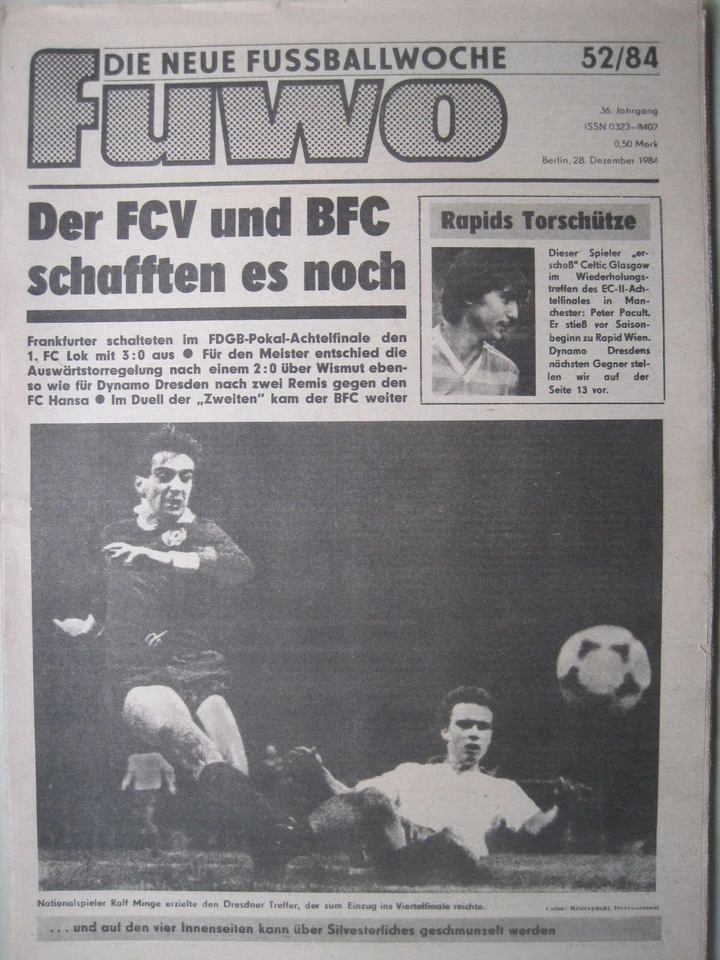 DIE NEUE FUSSBALLWOCHE
52/84
fuwo
36. Jahrgang
ISSN 0323–8407
0,50 Mark
Berlin, 28. Dezember 1984
Der FCV und BFC
schafften es noch
Frankfurter schalteten im FDGB-Pokal-Achtelfinale den
1. FC Lok mit 3:0 aus ● Für den Meister entschied die
Auswärtstorregelung nach einem 2:0 über Wismut eben-
so wie für Dynamo Dresden nach zwei Remis gegen den
FC Hansa ● Im Duell der „Zweiten“ kam der BFC weiter
Rapids Torschütze
Dieser Spieler „er-
schoß“ Celtic Glasgow
im Wiederholungs-
treffen des EC-II-Ach-
telfinales in Man-
chester: Peter Pacult.
Er stieß vor Saison-
beginn zu Rapid Wien.
Dynamo Dresdens
nächsten Gegner stel-
len wir auf der
Seite 13 vor.
Nationalspieler Ralf Minge erzielte den Dresdner Treffer, der zum Einzug ins Viertelfinale reichte.
Fotos: Kruczynski, international
... und auf den vier Innenseiten kann über Silvesterliches geschmunzelt werden